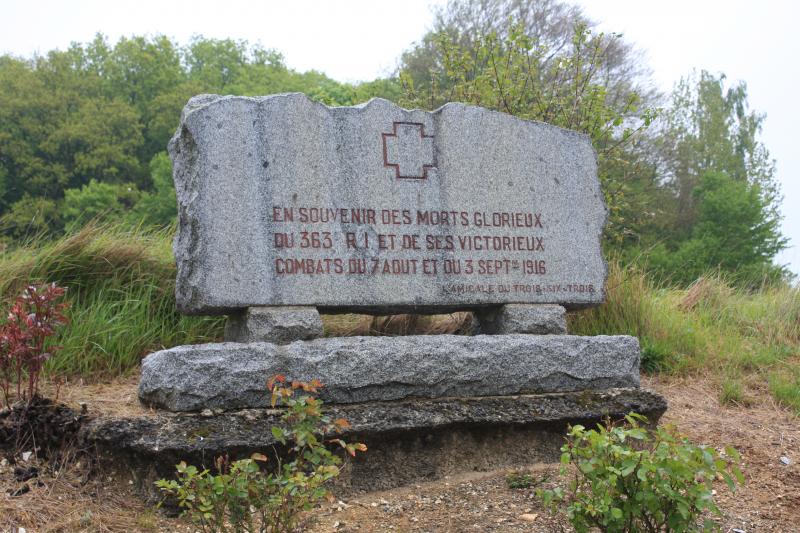 EN SOUVENIR DES MORTS GLORIEUX
DU 363ᵉ R.I ET DE SES VICTORIEUX
COMBATS DU 7 AOUT ET DU 3 SEPTᵇʳᵉ 1916
L'AMICALE DU TROIS-SIX-TROIS